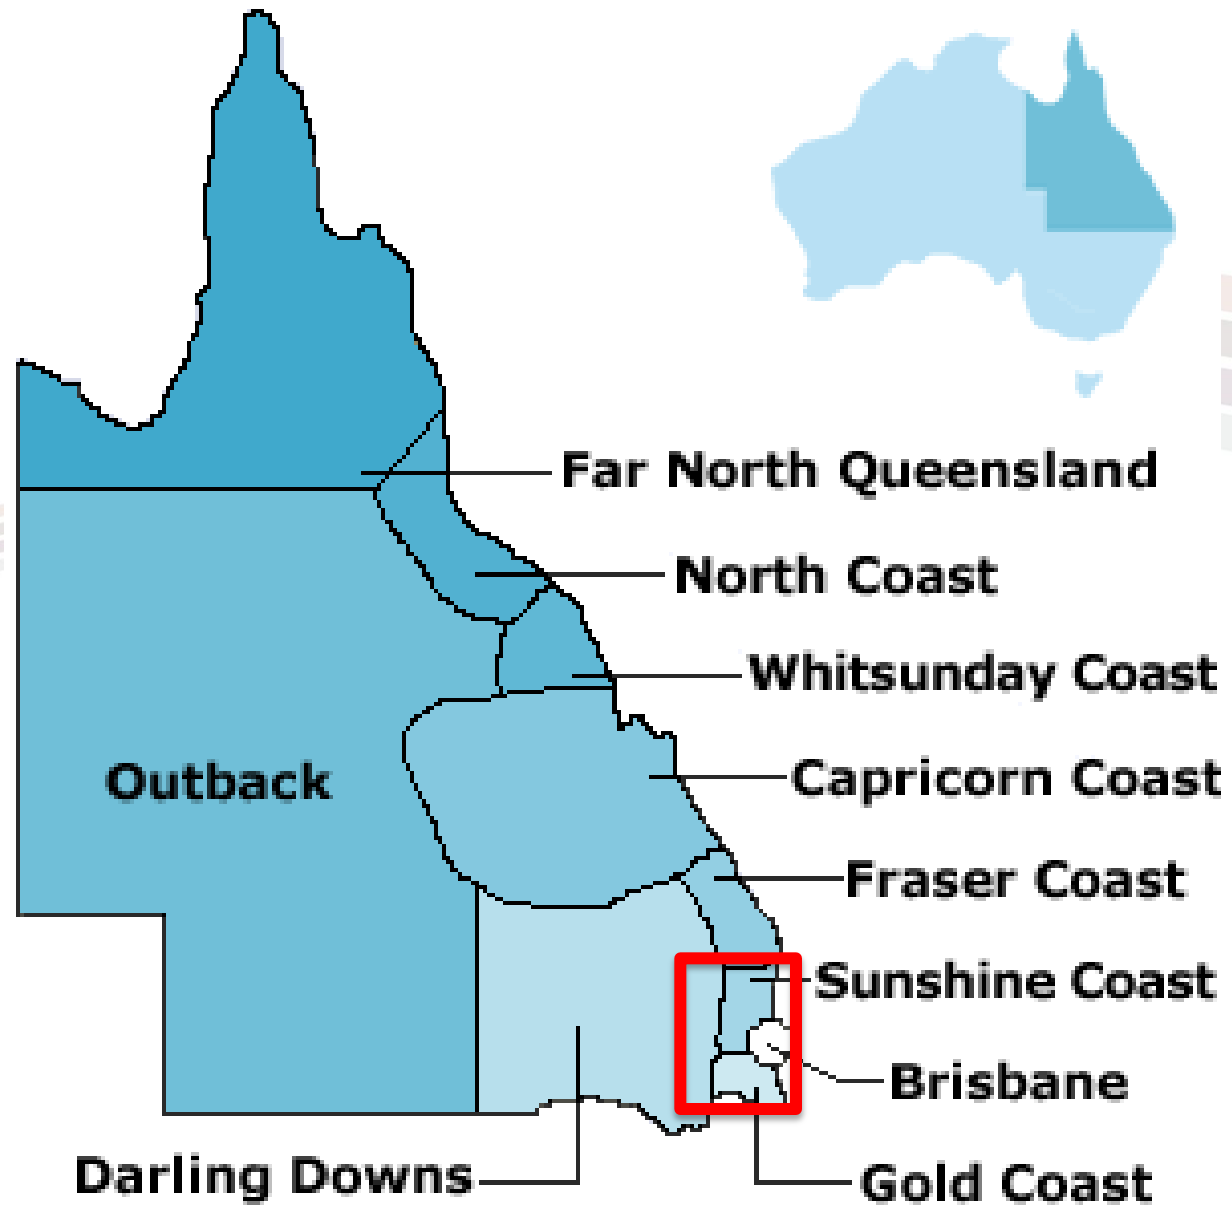 Far North Queensland
North Coast
Whitsunday Coast
Outback
Capricorn Coast
Fraser Coast
Sunshine Coast
Brisbane
Darling Downs
Gold Coast